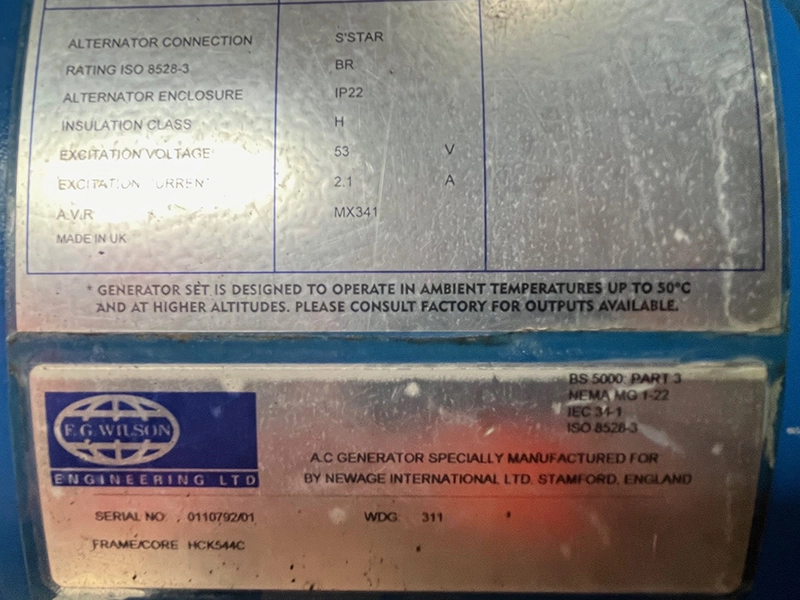 ALTERNATOR CONNECTION S'STAR
RATING ISO 8528-3 BR
ALTERNATOR ENCLOSURE IP22
INSULATION CLASS H
EXCITATION VOLTAGE 53 V
EXCITATION CURRENT 2.1 A
A.V.R MX341
MADE IN UK
* GENERATOR SET IS DESIGNED TO OPERATE IN AMBIENT TEMPERATURES UP TO 50°C
AND AT HIGHER ALTITUDES. PLEASE CONSULT FACTORY FOR OUTPUTS AVAILABLE.
BS 5000: PART 3
NEMA MG 1-22
IEC 34-1
ISO 8528-3
F.G. WILSON
ENGINEERING LTD
A.C GENERATOR SPECIALLY MANUFACTURED FOR
BY NEWAGE INTERNATIONAL LTD. STAMFORD, ENGLAND
SERIAL NO: 0110792/01 WDG: 311
FRAME/CORE HCK544C